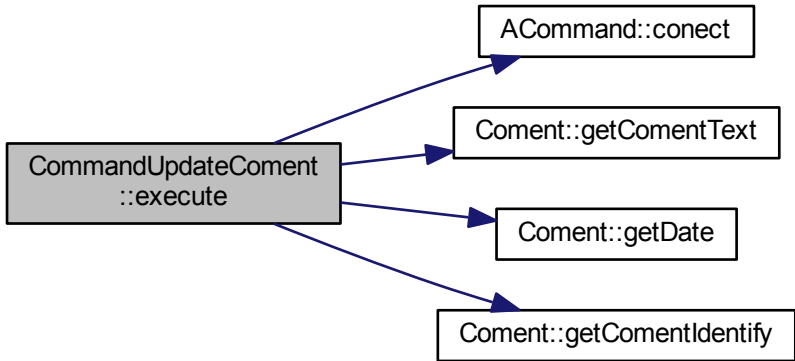 ACommand::conect
Coment::getComentText
CommandUpdateComent
::execute
Coment::getDate
Coment::getComentIdentify